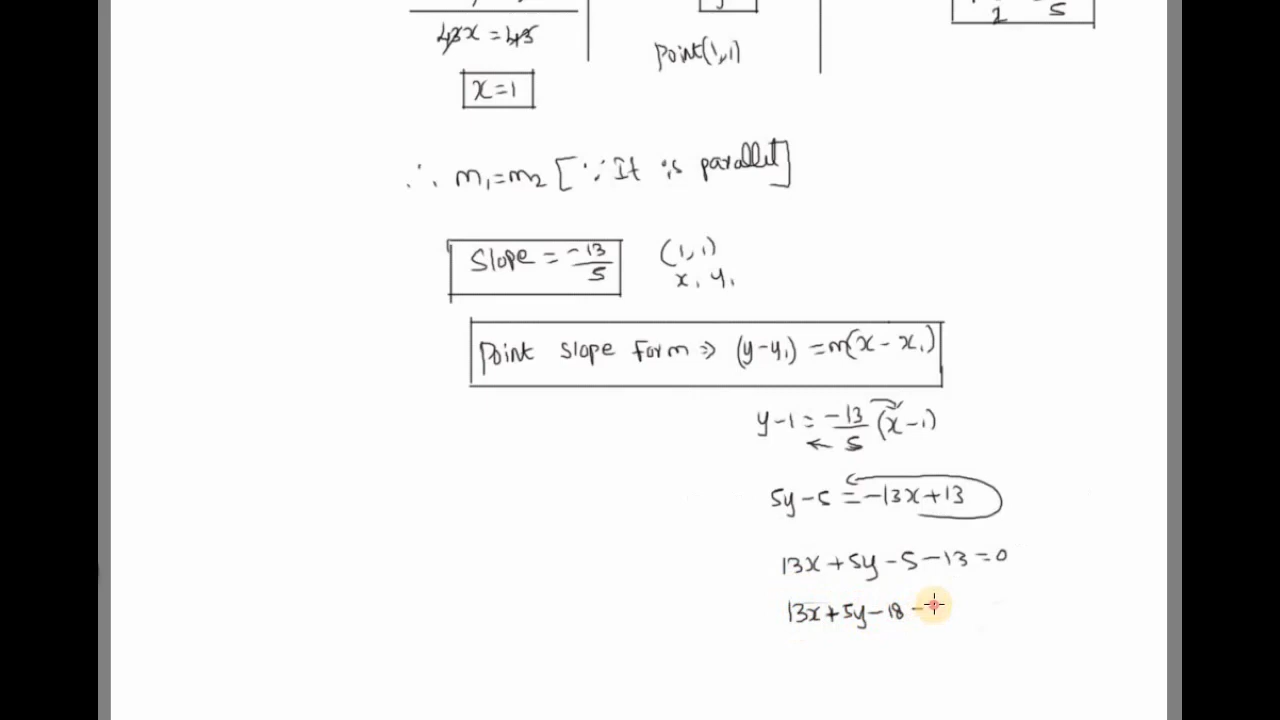 43x = 43
x = 1
point(1,1)
2 5
∴ m₁=m₂ [∵ It is parallel]
Slope = -13/5
(1,1)
x₁ y₁
Point slope form ⇒ (y-y₁) = m(x-x₁)
y-1 = -13/5 (x-1)
5y-5 = -13x+13
13x+5y-5-13=0
13x+5y-18-